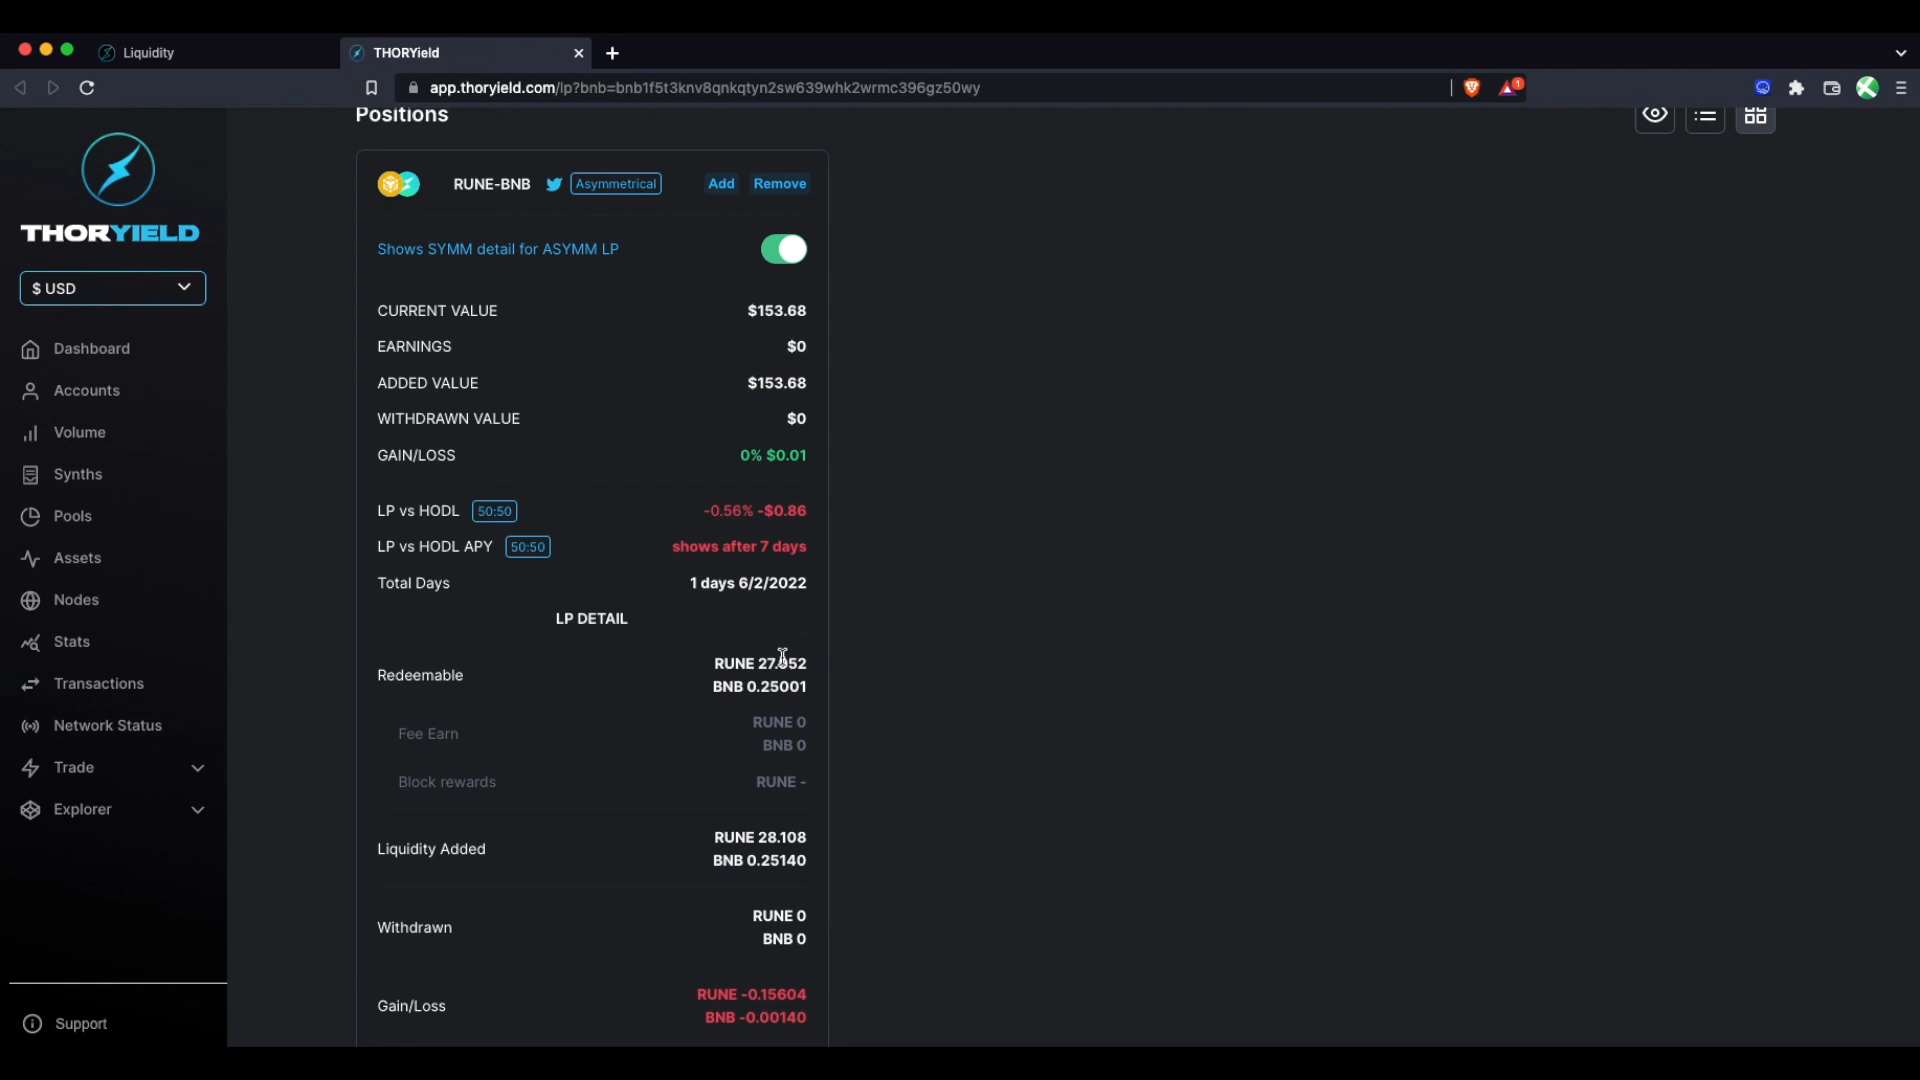 Liquidity
THORYield
app.thoryield.com/lp?bnb=bnb1f5t3knv8qnkqtyn2sw639whk2wrmc396gz50wy
1
THORYIELD
$ USD
Dashboard
Accounts
Volume
Synths
Pools
Assets
Nodes
Stats
Transactions
Network Status
Trade
Explorer
Support
Positions
RUNE-BNB Asymmetrical Add Remove
Shows SYMM detail for ASYMM LP
CURRENT VALUE $153.68
EARNINGS $0
ADDED VALUE $153.68
WITHDRAWN VALUE $0
GAIN/LOSS 0% $0.01
LP vs HODL 50:50 -0.56% -$0.86
LP vs HODL APY 50:50 shows after 7 days
Total Days 1 days 6/2/2022
LP DETAIL
Redeemable
RUNE 27.952
BNB 0.25001
Fee Earn
RUNE 0
BNB 0
Block rewards RUNE -
Liquidity Added
RUNE 28.108
BNB 0.25140
Withdrawn
RUNE 0
BNB 0
Gain/Loss
RUNE -0.15604
BNB -0.00140